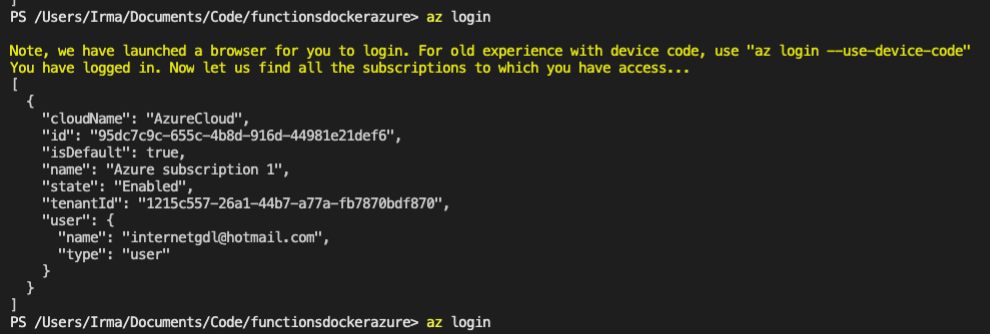 ]
PS /Users/Irma/Documents/Code/functionsdockerazure> az login
Note, we have launched a browser for you to login. For old experience with device code, use "az login --use-device-code"
You have logged in. Now let us find all the subscriptions to which you have access...
[
  {
    "cloudName": "AzureCloud",
    "id": "95dc7c9c-655c-4b8d-916d-44981e21def6",
    "isDefault": true,
    "name": "Azure subscription 1",
    "state": "Enabled",
    "tenantId": "1215c557-26a1-44b7-a77a-fb7870bdf870",
    "user": {
      "name": "internetgdl@hotmail.com",
      "type": "user"
    }
  }
]
PS /Users/Irma/Documents/Code/functionsdockerazure> az login